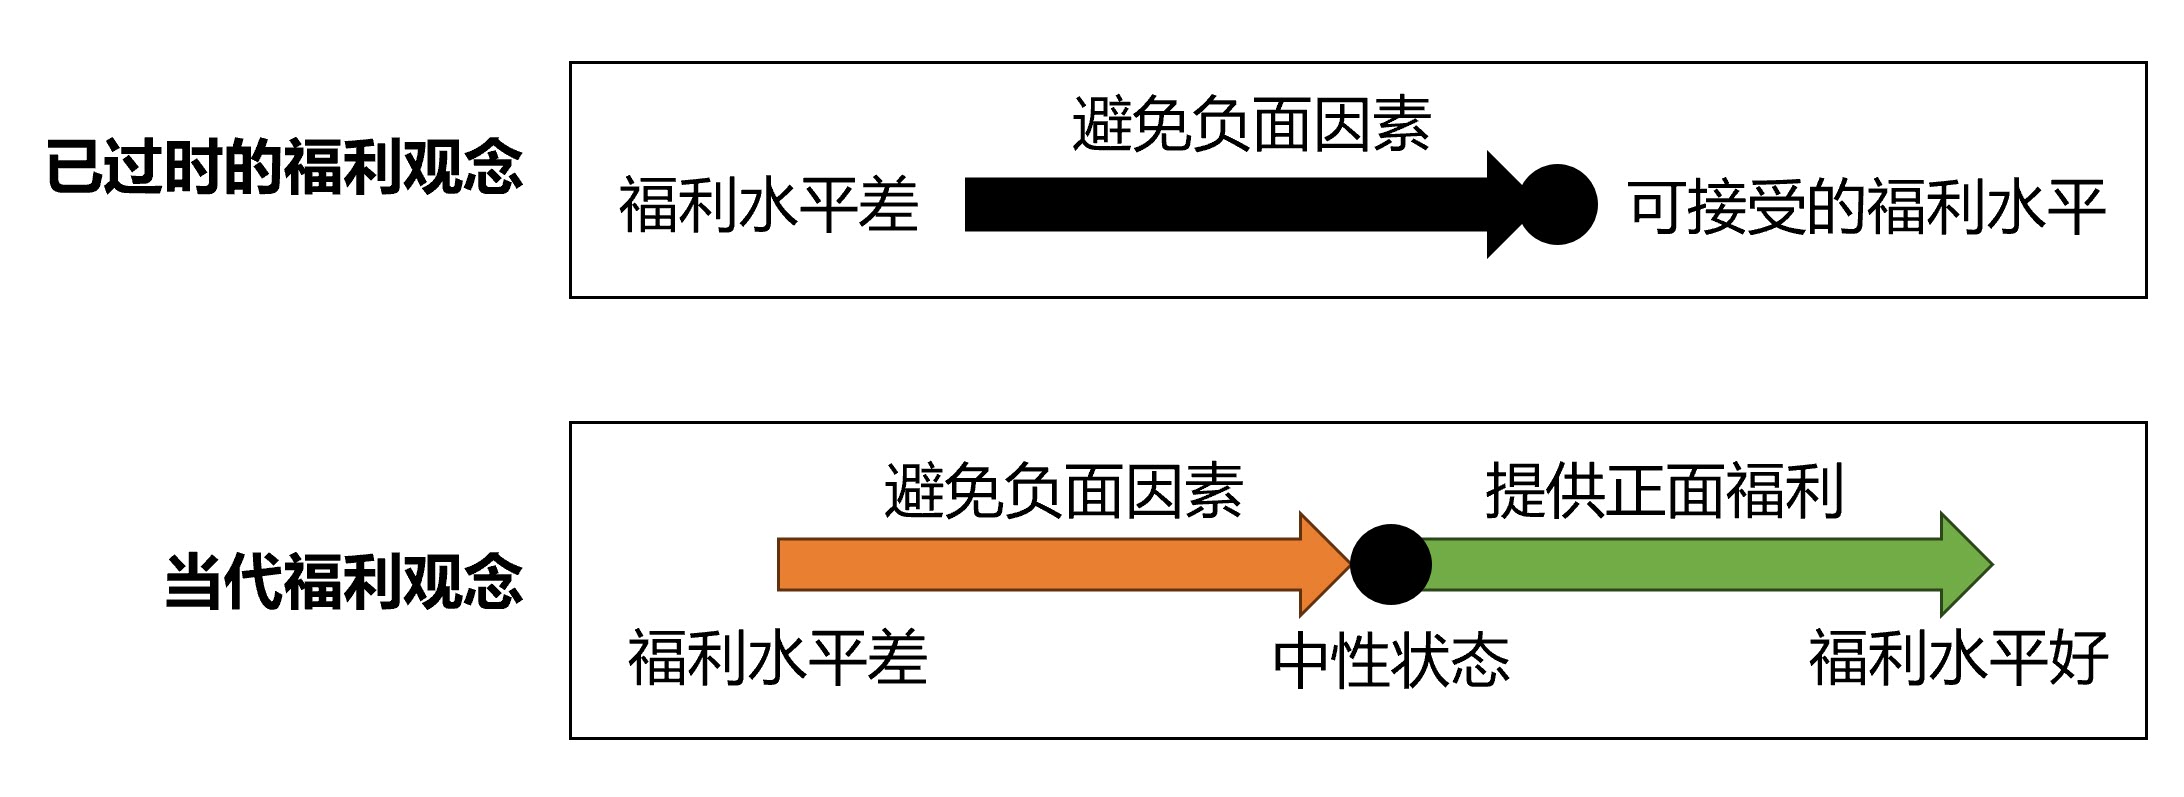 已过时的福利观念
避免负面因素
福利水平差
可接受的福利水平
当代福利观念
避免负面因素
提供正面福利
福利水平差
中性状态
福利水平好